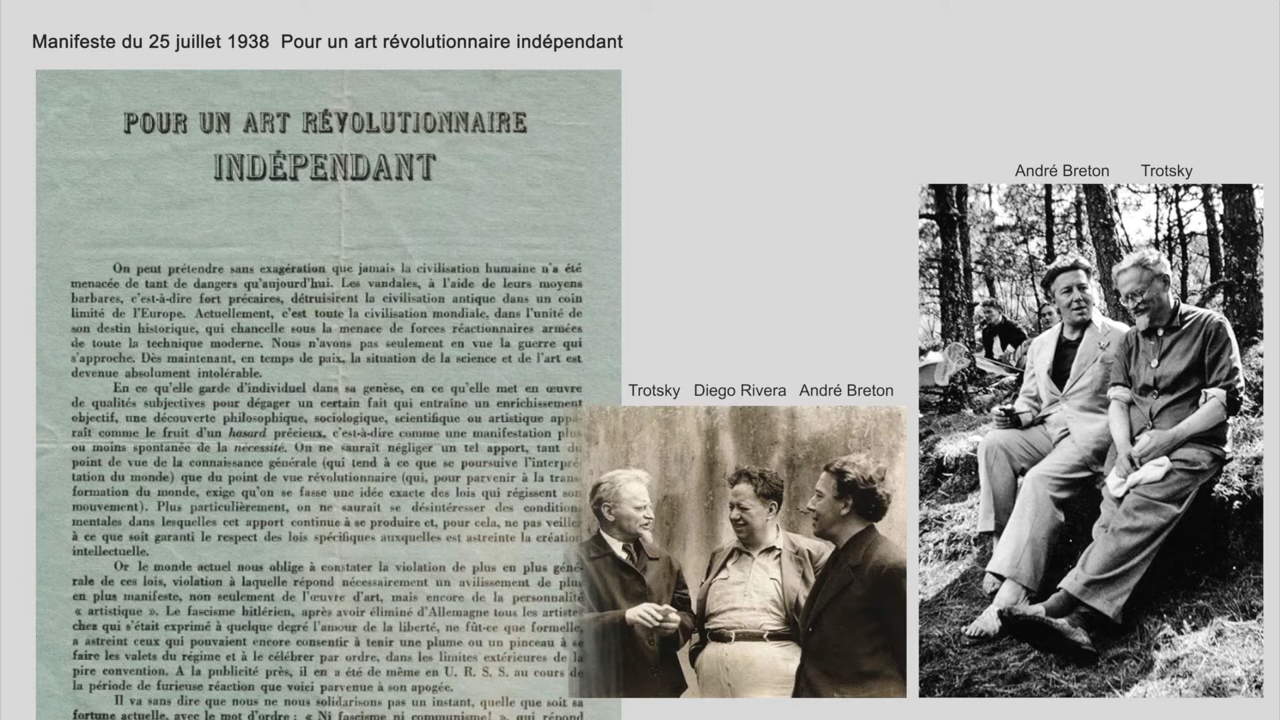 Manifeste du 25 juillet 1938 Pour un art révolutionnaire indépendant
POUR UN ART RÉVOLUTIONNAIRE
INDÉPENDANT
On peut prétendre sans exagération que jamais la civilisation humaine n'a été
menacée de tant de dangers qu'aujourd'hui. Les vandales, à l'aide de leurs moyens
barbares, c'est-à-dire fort précaires, détruisirent la civilisation antique dans un coin
limité de l'Europe. Actuellement, c'est toute la civilisation mondiale, dans l'unité de
son destin historique, qui chancelle sous la menace de forces réactionnaires armées
de toute la technique moderne. Nous n'avons pas seulement en vue la guerre qui
s'approche. Dès maintenant, en temps de paix, la situation de la science et de l'art est
devenue absolument intolérable.
En ce qu'elle garde d'individuel dans sa genèse, en ce qu'elle met en œuvre
de qualités subjectives pour dégager un certain fait qui entraîne un enrichissement
objectif, une découverte philosophique, sociologique, scientifique ou artistique appa-
raît comme le fruit d'un hasard précieux, c'est-à-dire comme une manifestation plus
ou moins spontanée de la nécessité. On ne saurait négliger un tel apport, tant du
point de vue de la connaissance générale (qui tend à ce que se poursuive l'interpré-
tation du monde) que du point de vue révolutionnaire (qui, pour parvenir à la trans-
formation du monde, exige qu'on se fasse une idée exacte des lois qui régissent son
mouvement). Plus particulièrement, on ne saurait se désintéresser des condition
mentales dans lesquelles cet apport continue à se produire et, pour cela, ne pas veiller
à ce que soit garanti le respect des lois spécifiques auxquelles est astreinte la création
intellectuelle.
Or le monde actuel nous oblige à constater la violation de plus en plus géné-
rale de ces lois, violation à laquelle répond nécessairement un avilissement de plus
en plus manifeste, non seulement de l'œuvre d'art, mais encore de la personnalité
« artistique ». Le fascisme hitlérien, après avoir éliminé d'Allemagne tous les artistes
chez qui s'était exprimé à quelque degré l'amour de la liberté, ne fût-ce que formelle,
a astreint ceux qui pouvaient encore consentir à tenir une plume ou un pinceau à se
faire les valets du régime et à le célébrer par ordre, dans les limites extérieures de la
pire convention. A la publicité près, il en a été de même en U. R. S. S. au cours de
la période de furieuse réaction que voici parvenue à son apogée.
Il va sans dire que nous ne nous solidarisons pas un instant, quelle que soit sa
fortune actuelle, avec le mot d'ordre : « Ni fascisme ni communisme! », qui répond
Trotsky Diego Rivera André Breton
André Breton Trotsky